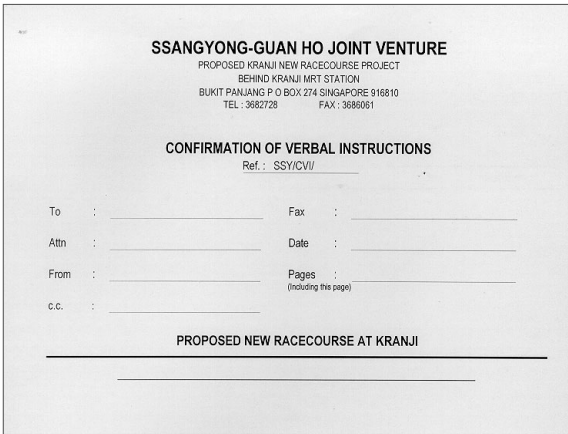 SSANGYONG-GUAN HO JOINT VENTURE
PROPOSED KRANJI NEW RACECOURSE PROJECT
BEHIND KRANJI MRT STATION
BUKIT PANJANG P O BOX 274 SINGAPORE 916810
TEL : 3682728 FAX : 3686061
CONFIRMATION OF VERBAL INSTRUCTIONS
Ref. : SSY/CVI/
To : Fax :
Attn : Date :
From : Pages :
(Including this page)
c.c. :
PROPOSED NEW RACECOURSE AT KRANJI